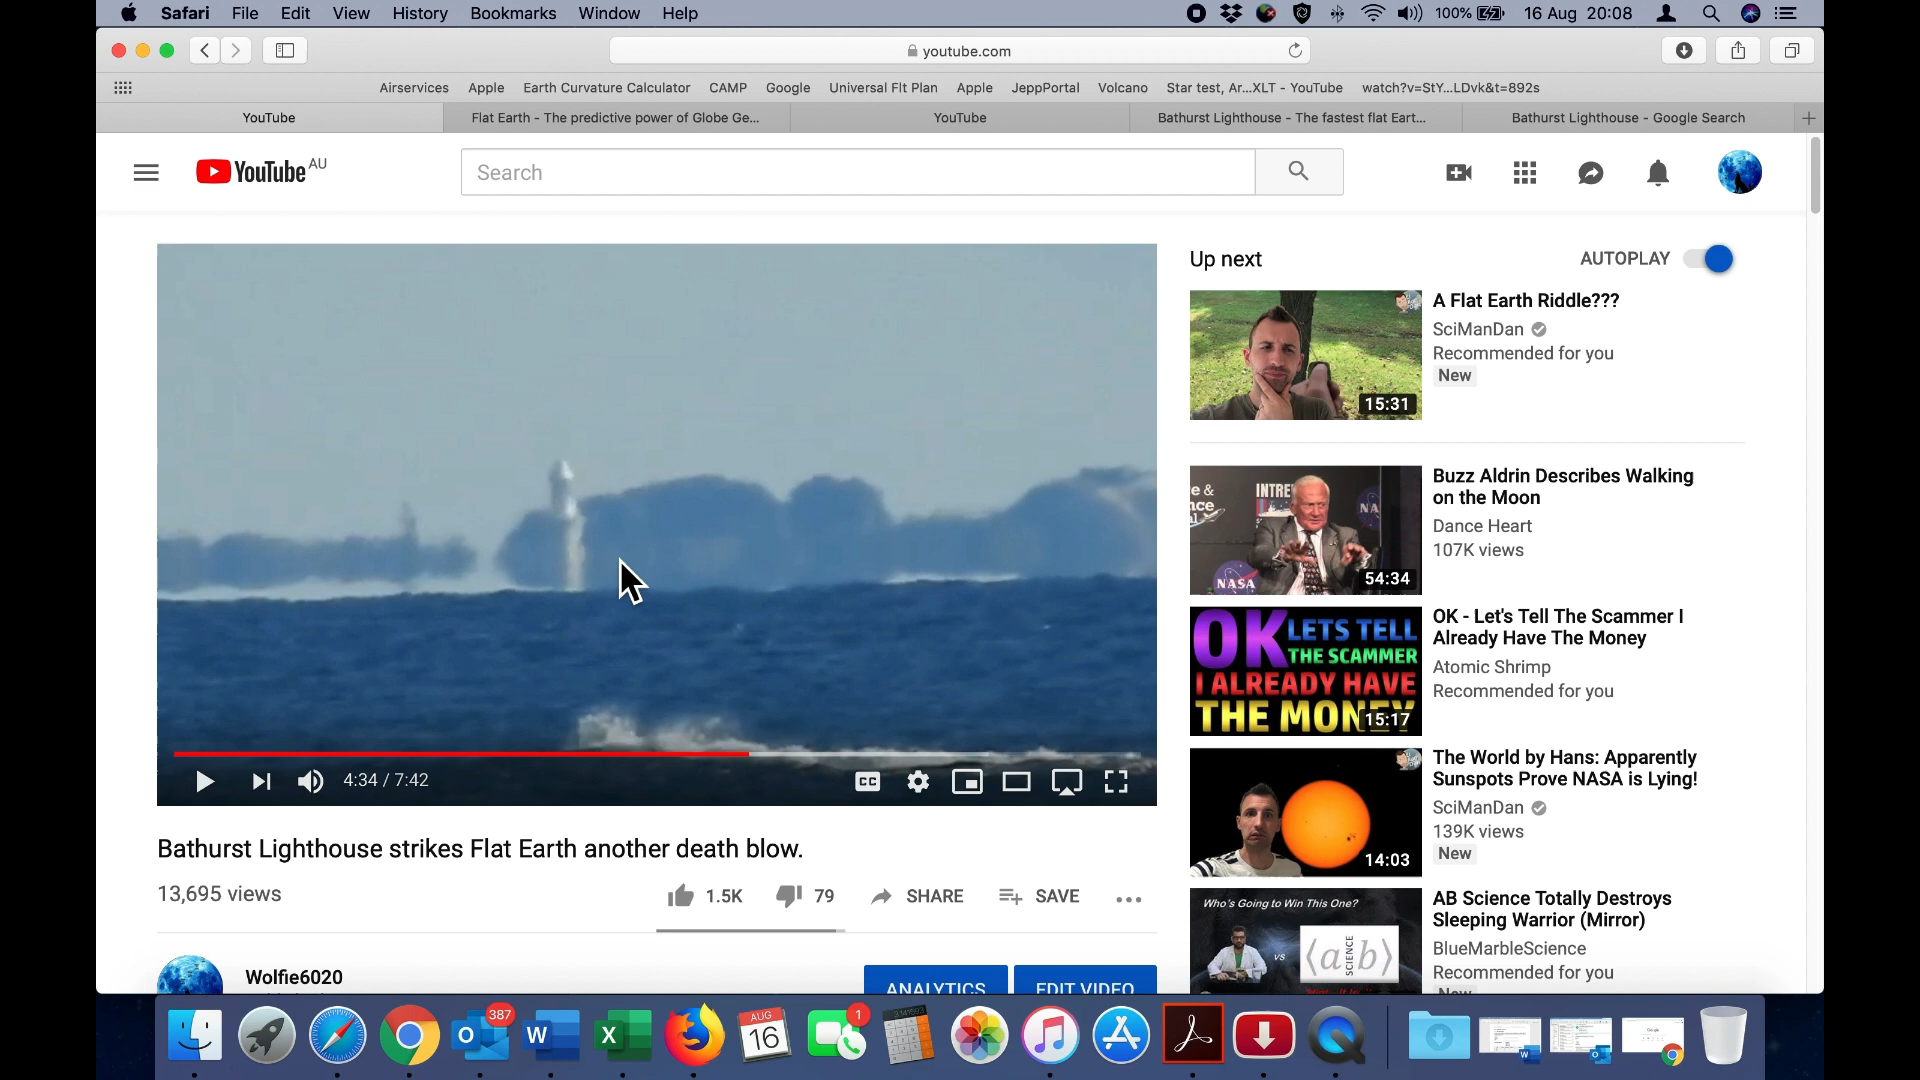 Safari File Edit View History Bookmarks Window Help 100% 16 Aug 20:08
youtube.com
Airservices Apple Earth Curvature Calculator CAMP Google Universal Flt Plan Apple JeppPortal Volcano Star test, Ar...XLT - YouTube watch?v=StY...LDvk&t=892s
YouTube Flat Earth - The predictive power of Globe Ge... YouTube Bathurst Lighthouse - The fastest flat Eart... Bathurst Lighthouse - Google Search
YouTube AU Search
Up next AUTOPLAY
A Flat Earth Riddle???
SciManDan
Recommended for you
New
15:31
Buzz Aldrin Describes Walking
on the Moon
Dance Heart
107K views
INTRE
NASA
54:34
OK - Let's Tell The Scammer I
Already Have The Money
Atomic Shrimp
Recommended for you
OK LETS TELL
THE SCAMMER
I ALREADY HAVE
THE MONEY
15:17
The World by Hans: Apparently
Sunspots Prove NASA is Lying!
SciManDan
139K views
New
14:03
AB Science Totally Destroys
Sleeping Warrior (Mirror)
BlueMarbleScience
Recommended for you
New
Who's Going to Win This One?
vs
(a|b)
SCIENCE
CC
4:34 / 7:42
Bathurst Lighthouse strikes Flat Earth another death blow.
13,695 views 1.5K 79 SHARE SAVE
Wolfie6020 ANALYTICS EDIT VIDEO
387
AUG
16
1